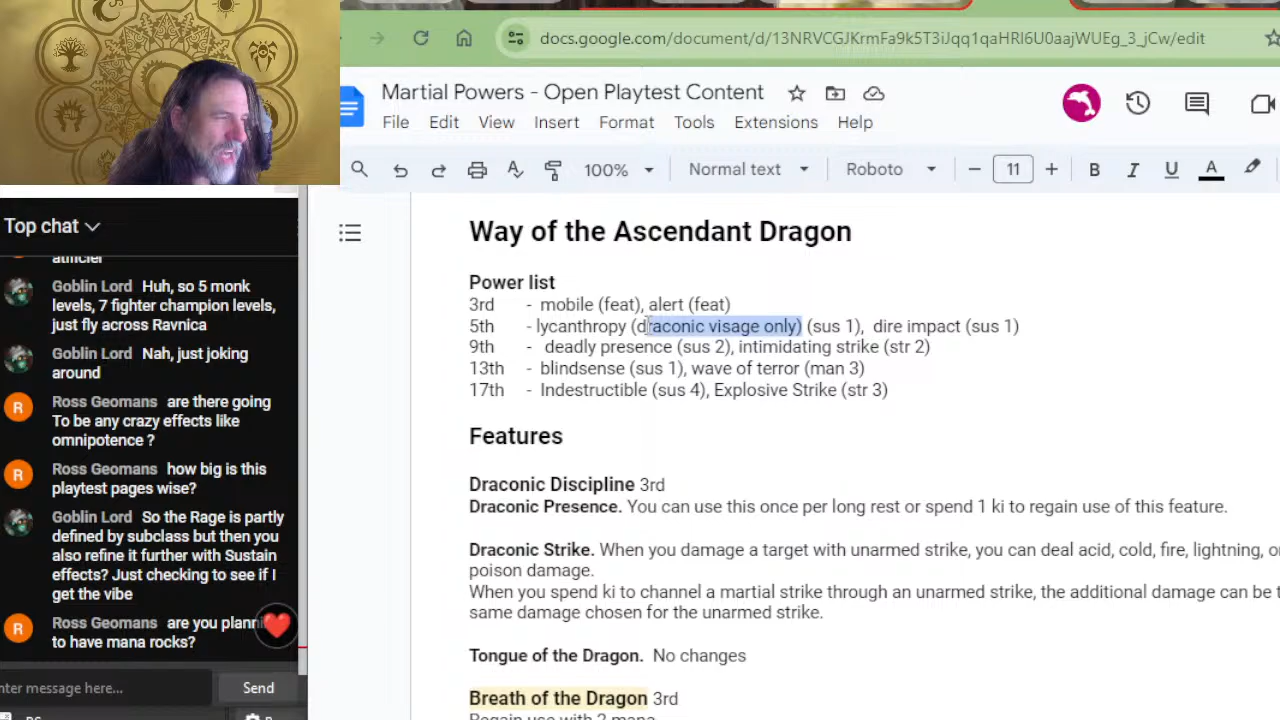 docs.google.com/document/d/13NRVCGJKrmFa9k5T3iJqq1qaHRl6U0aajWUEg_3_jCw/edit
Martial Powers - Open Playtest Content
File Edit View Insert Format Tools Extensions Help
100% Normal text Roboto 11 B I U A
Top chat
Goblin Lord Huh, so 5 monk
levels, 7 fighter champion levels,
just fly across Ravnica
Goblin Lord Nah, just joking
around
Ross Geomans are there going
To be any crazy effects like
omnipotence ?
Ross Geomans how big is this
playtest pages wise?
Goblin Lord So the Rage is partly
defined by subclass but then you
also refine it further with Sustain
effects? Just checking to see if I
get the vibe
Ross Geomans are you planni
to have mana rocks?
nter message here...
Send
Way of the Ascendant Dragon
Power list
3rd - mobile (feat), alert (feat)
5th - lycanthropy (draconic visage only) (sus 1), dire impact (sus 1)
9th - deadly presence (sus 2), intimidating strike (str 2)
13th - blindsense (sus 1), wave of terror (man 3)
17th - Indestructible (sus 4), Explosive Strike (str 3)
Features
Draconic Discipline 3rd
Draconic Presence. You can use this once per long rest or spend 1 ki to regain use of this feature.
Draconic Strike. When you damage a target with unarmed strike, you can deal acid, cold, fire, lightning, or
poison damage.
When you spend ki to channel a martial strike through an unarmed strike, the additional damage can be t
same damage chosen for the unarmed strike.
Tongue of the Dragon. No changes
Breath of the Dragon 3rd
Regain use with 2 mana